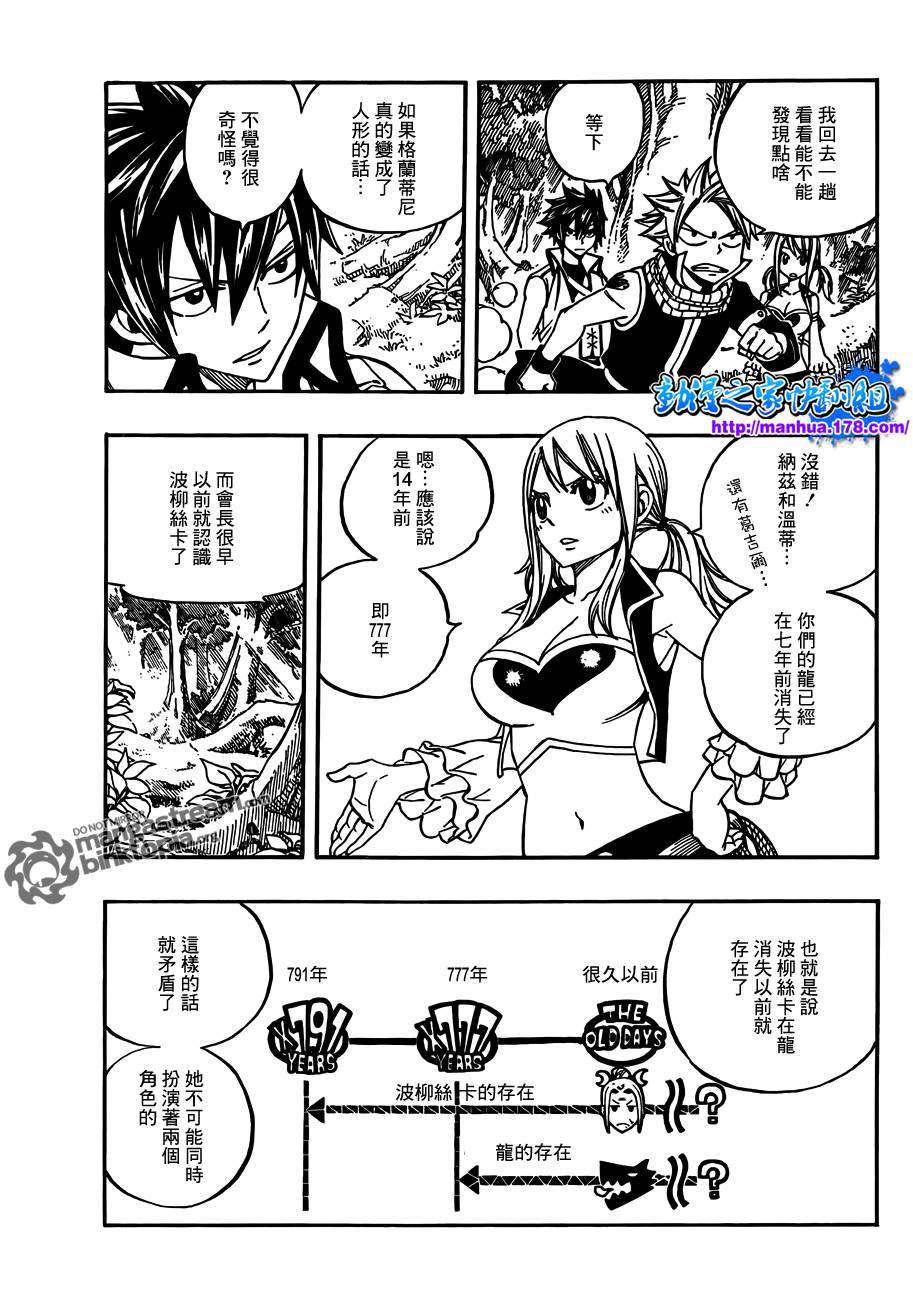 我回去一趟
看看能不能
發現點啥
等下
如果格蘭蒂尼
真的變成了
人形的話…
不覺得很
奇怪嗎?
動漫之家快翻組
http://manhua.178.com/
沒錯!
納茲和溫蒂…
還有葛吉爾…
你們的龍已經
在七年前消失了
嗯…應該說
是14年前
即777年
而會長很早
以前就認識
波柳絲卡了
DO NOT MIRROR
mangastream.com
binktopia.org
也就是說
波柳絲卡在龍
消失以前就
存在了
很久以前
777年
791年
THE
OLD DAYS
X777
YEARS
X791
YEARS
波柳絲卡的存在
?
龍的存在
?
這樣的話
就矛盾了
她不可能同時
扮演著兩個
角色的